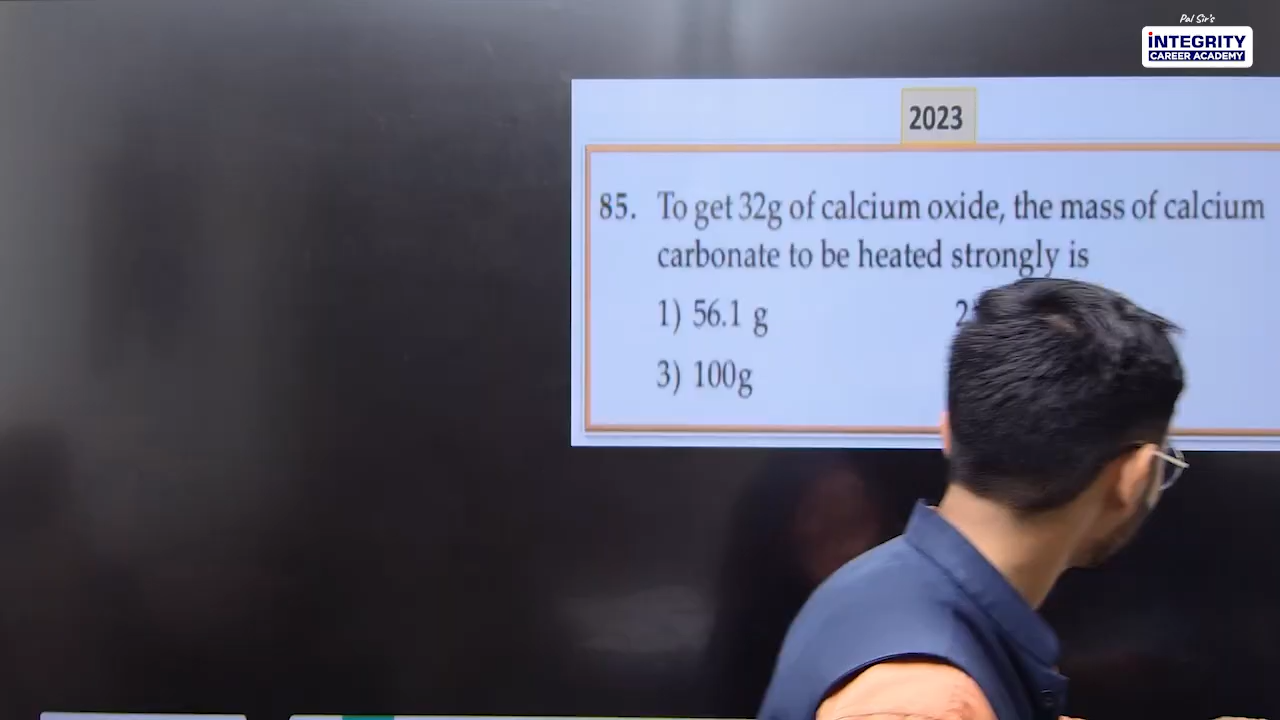 Pal Sir's
iNTEGRITY
CAREER ACADEMY
2023
85. To get 32g of calcium oxide, the mass of calcium
carbonate to be heated strongly is
1) 56.1 g
3) 100g